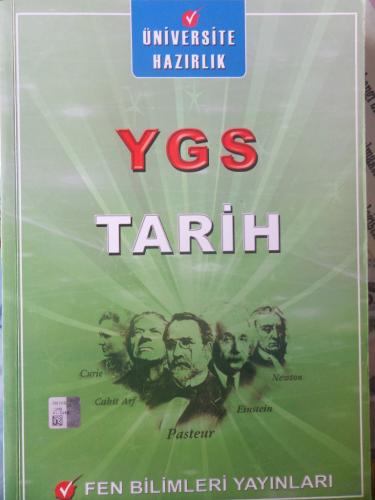 ÜNİVERSİTE
HAZIRLIK
YGS
TARİH
Curie
Newton
Cahit Arf
Einstein
Pasteur
FEN BİLİMLERİ YAYINLARI